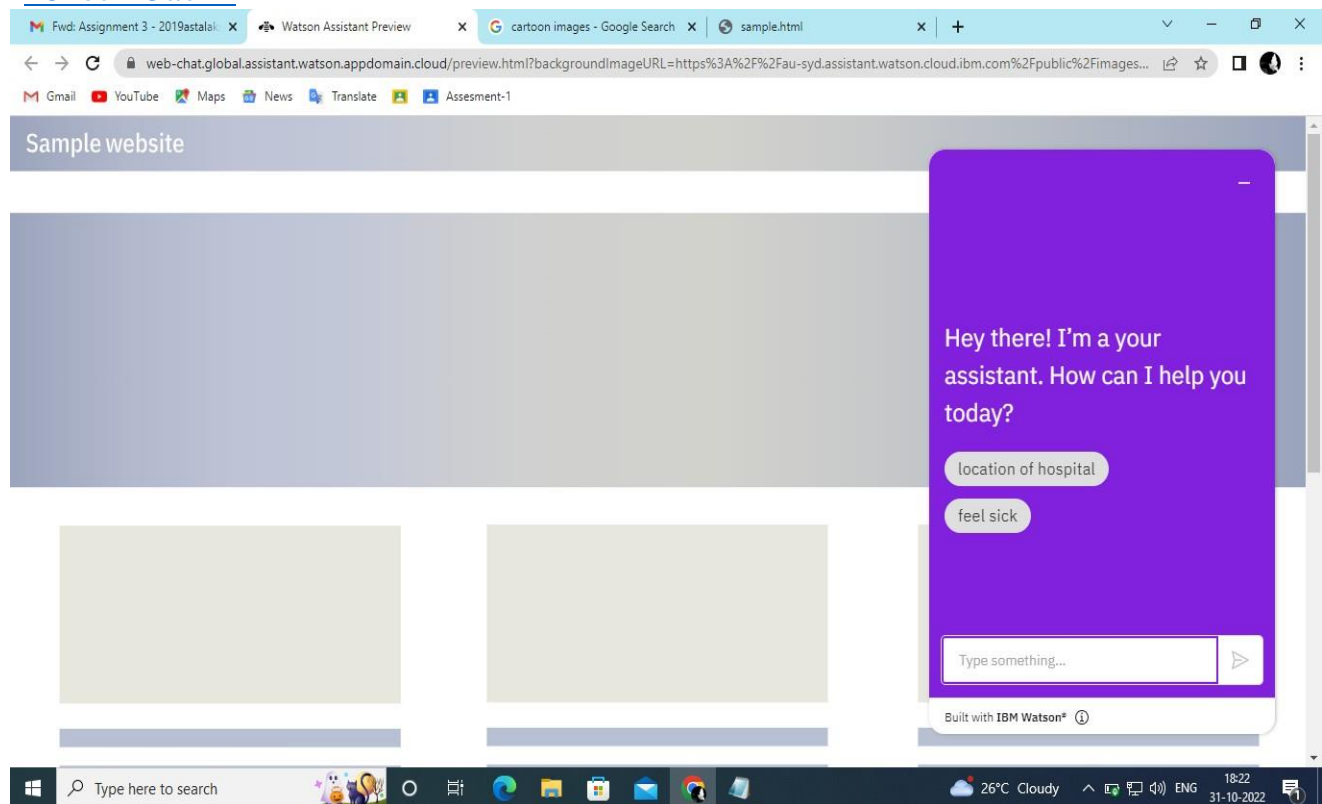 Fwd: Assignment 3 - 2019astalak
Watson Assistant Preview
cartoon images - Google Search
sample.html
web-chat.global.assistant.watson.appdomain.cloud/preview.html?backgroundImageURL=https%3A%2F%2Fau-syd.assistant.watson.cloud.ibm.com%2Fpublic%2Fimages...
Gmail YouTube Maps News Translate Assesment-1
Sample website
Hey there! I'm a your
assistant. How can I help you
today?
location of hospital
feel sick
Type something...
Built with IBM Watson®
Type here to search
26°C Cloudy
ENG
18:22
31-10-2022
1